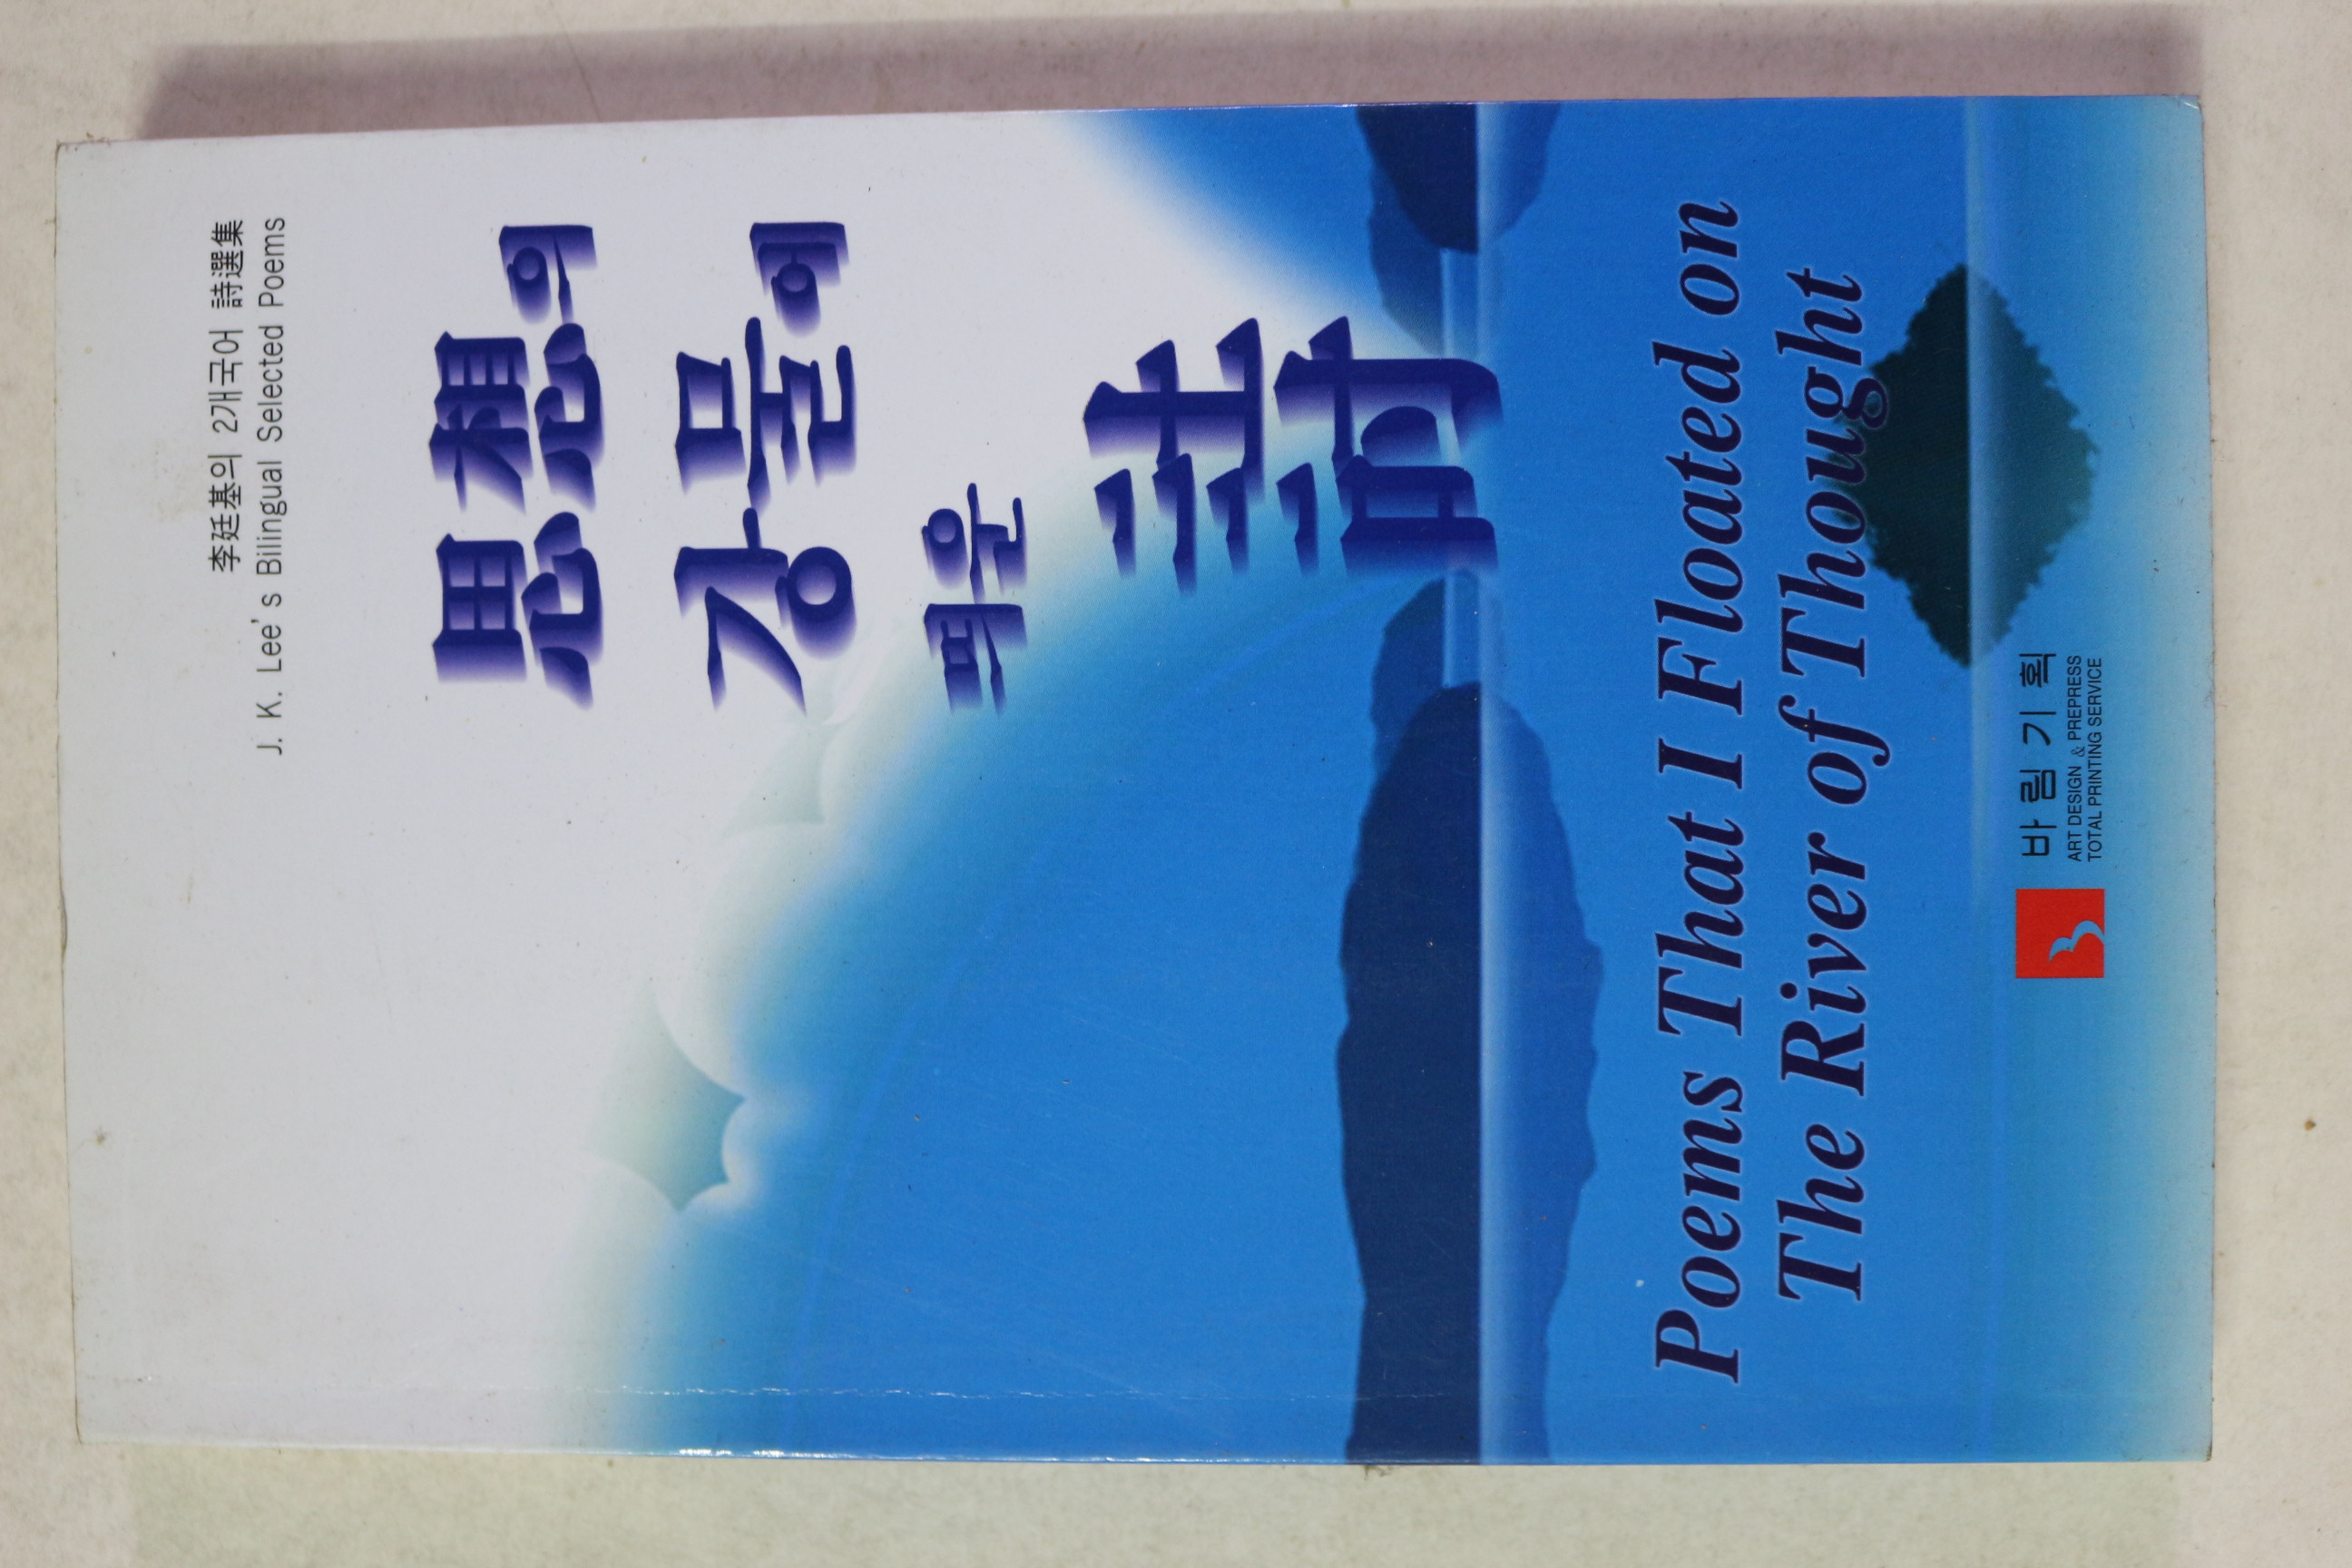 李廷基의 2개국어 詩選集
J. K. Lee's Bilingual Selected Poems
思想의
강물에
띄운
詩
Poems That I Floated on
The River of Thought
바림기획
ART DESIGN & PREPRESS
TOTAL PRINTING SERVICE